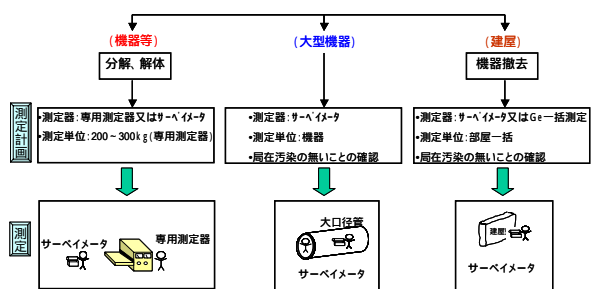 (機器等)
(大型機器)
(建屋)
分解、解体
機器撤去
測定計画
•測定器:専用測定器又はｻｰﾍﾞｲﾒｰﾀ
•測定単位:200~300kg(専用測定器)
•測定器:ｻｰﾍﾞｲﾒｰﾀ
•測定単位:機器
•局在汚染の無いことの確認
•測定器:ｻｰﾍﾞｲﾒｰﾀ又はGe一括測定
•測定単位:部屋一括
•局在汚染の無いことの確認
測定
サーベイメータ
専用測定器
大口径管
サーベイメータ
建屋
サーベイメータ